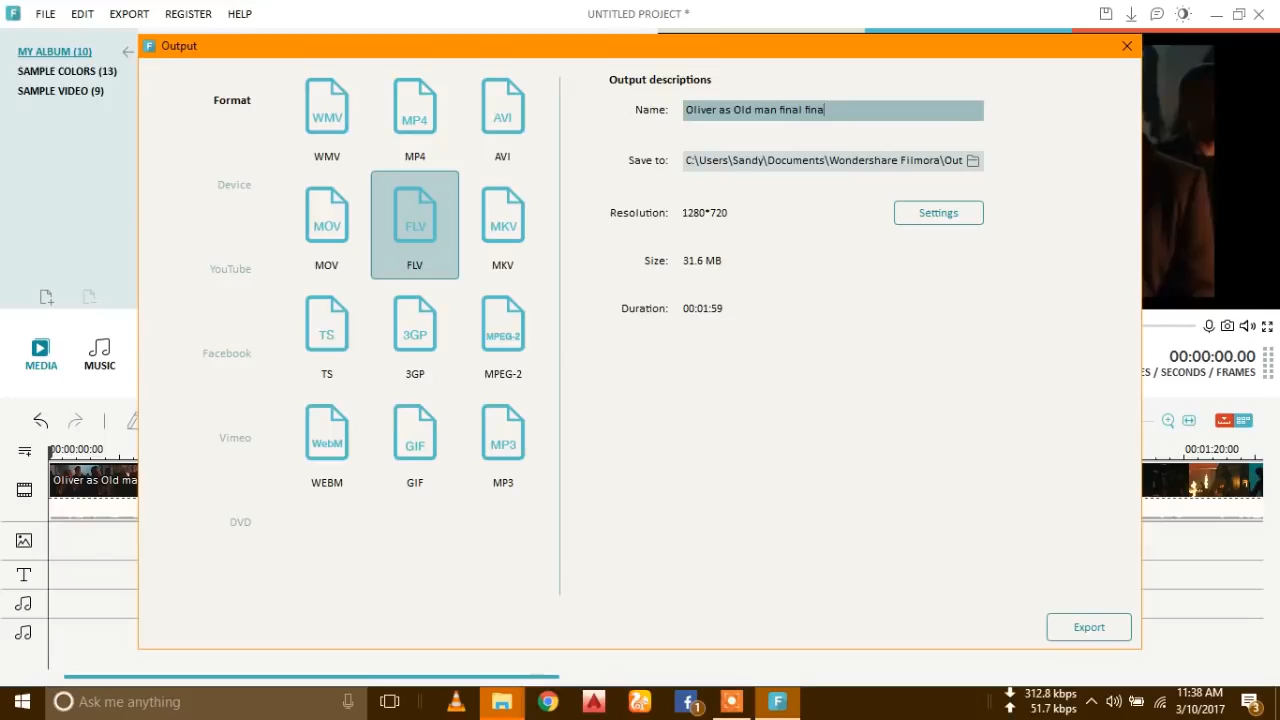 FILE EDIT EXPORT REGISTER HELP
UNTITLED PROJECT *
MY ALBUM (10)
SAMPLE COLORS (13)
SAMPLE VIDEO (9)
F Output
Format
Device
YouTube
Facebook
Vimeo
DVD
WMV MP4 AVI
WMV MP4 AVI
MOV FLV MKV
MOV FLV MKV
TS 3GP MPEG-2
TS 3GP MPEG-2
WebM GIF MP3
WEBM GIF MP3
Output descriptions
Name: Oliver as Old man final fina
Save to: C:\Users\Sandy\Documents\Wondershare Filmora\Out
Resolution: 1280*720
Settings
Size: 31.6 MB
Duration: 00:01:59
Export
MEDIA MUSIC
00:00:00.00
ES / SECONDS / FRAMES
00:00:00:00
00:01:20:00
Oliver as Old ma
T
Ask me anything
1
312.8 kbps
51.7 kbps
11:38 AM
3/10/2017
3